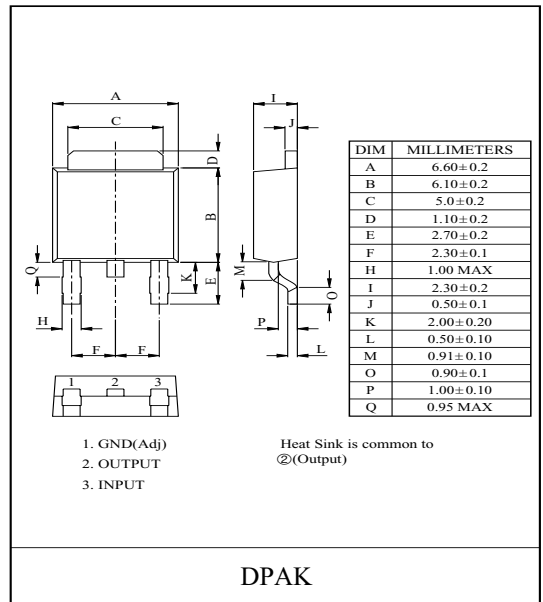 A
C
D
B
Q
K
E
H
F F
1 2 3
I
J
M
O
P
L
DIM MILLIMETERS
A 6.60±0.2
B 6.10±0.2
C 5.0±0.2
D 1.10±0.2
E 2.70±0.2
F 2.30±0.1
H 1.00 MAX
I 2.30±0.2
J 0.50±0.1
K 2.00±0.20
L 0.50±0.10
M 0.91±0.10
O 0.90±0.1
P 1.00±0.10
Q 0.95 MAX
1. GND(Adj)
2. OUTPUT
3. INPUT
Heat Sink is common to
②(Output)
DPAK